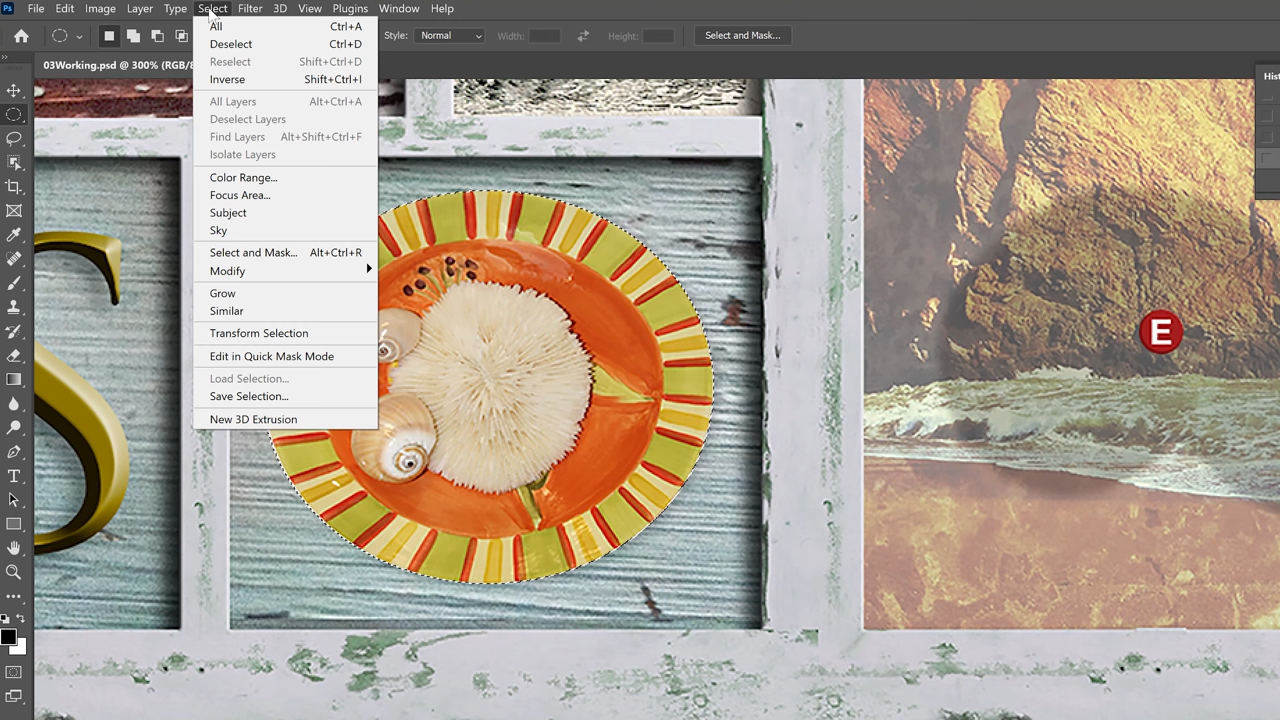 Ps File Edit Image Layer Type Select Filter 3D View Plugins Window Help
Style: Normal Width: Height: Select and Mask...
03Working.psd @ 300% (RGB/8
Hist
All Ctrl+A
Deselect Ctrl+D
Reselect Shift+Ctrl+D
Inverse Shift+Ctrl+I
All Layers Alt+Ctrl+A
Deselect Layers
Find Layers Alt+Shift+Ctrl+F
Isolate Layers
Color Range...
Focus Area...
Subject
Sky
Select and Mask... Alt+Ctrl+R
Modify
Grow
Similar
Transform Selection
Edit in Quick Mask Mode
Load Selection...
Save Selection...
New 3D Extrusion
S
E